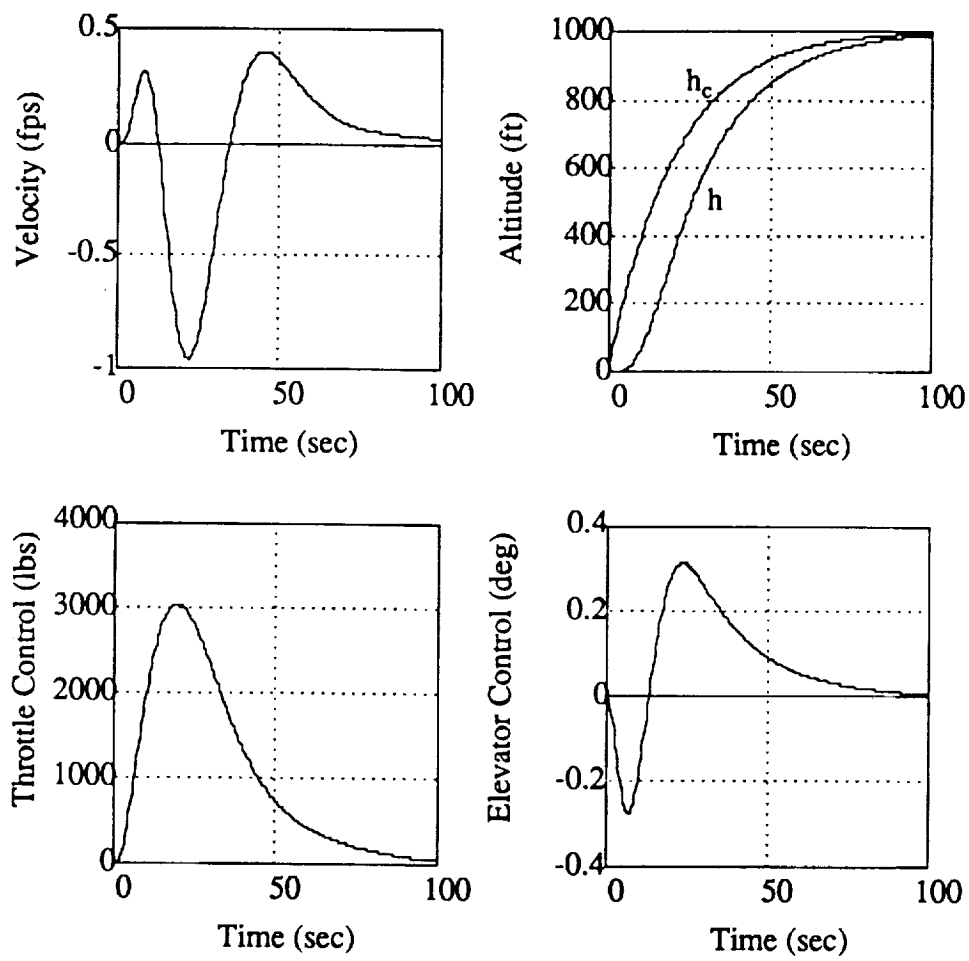 Velocity (fps)
0.5
0
-0.5
-1
0 50 100
Time (sec)
Altitude (ft)
1000
800
600
400
200
0
h_c
h
0 50 100
Time (sec)
Throttle Control (lbs)
4000
3000
2000
1000
0
0 50 100
Time (sec)
Elevator Control (deg)
0.4
0.2
0
-0.2
-0.4
0 50 100
Time (sec)